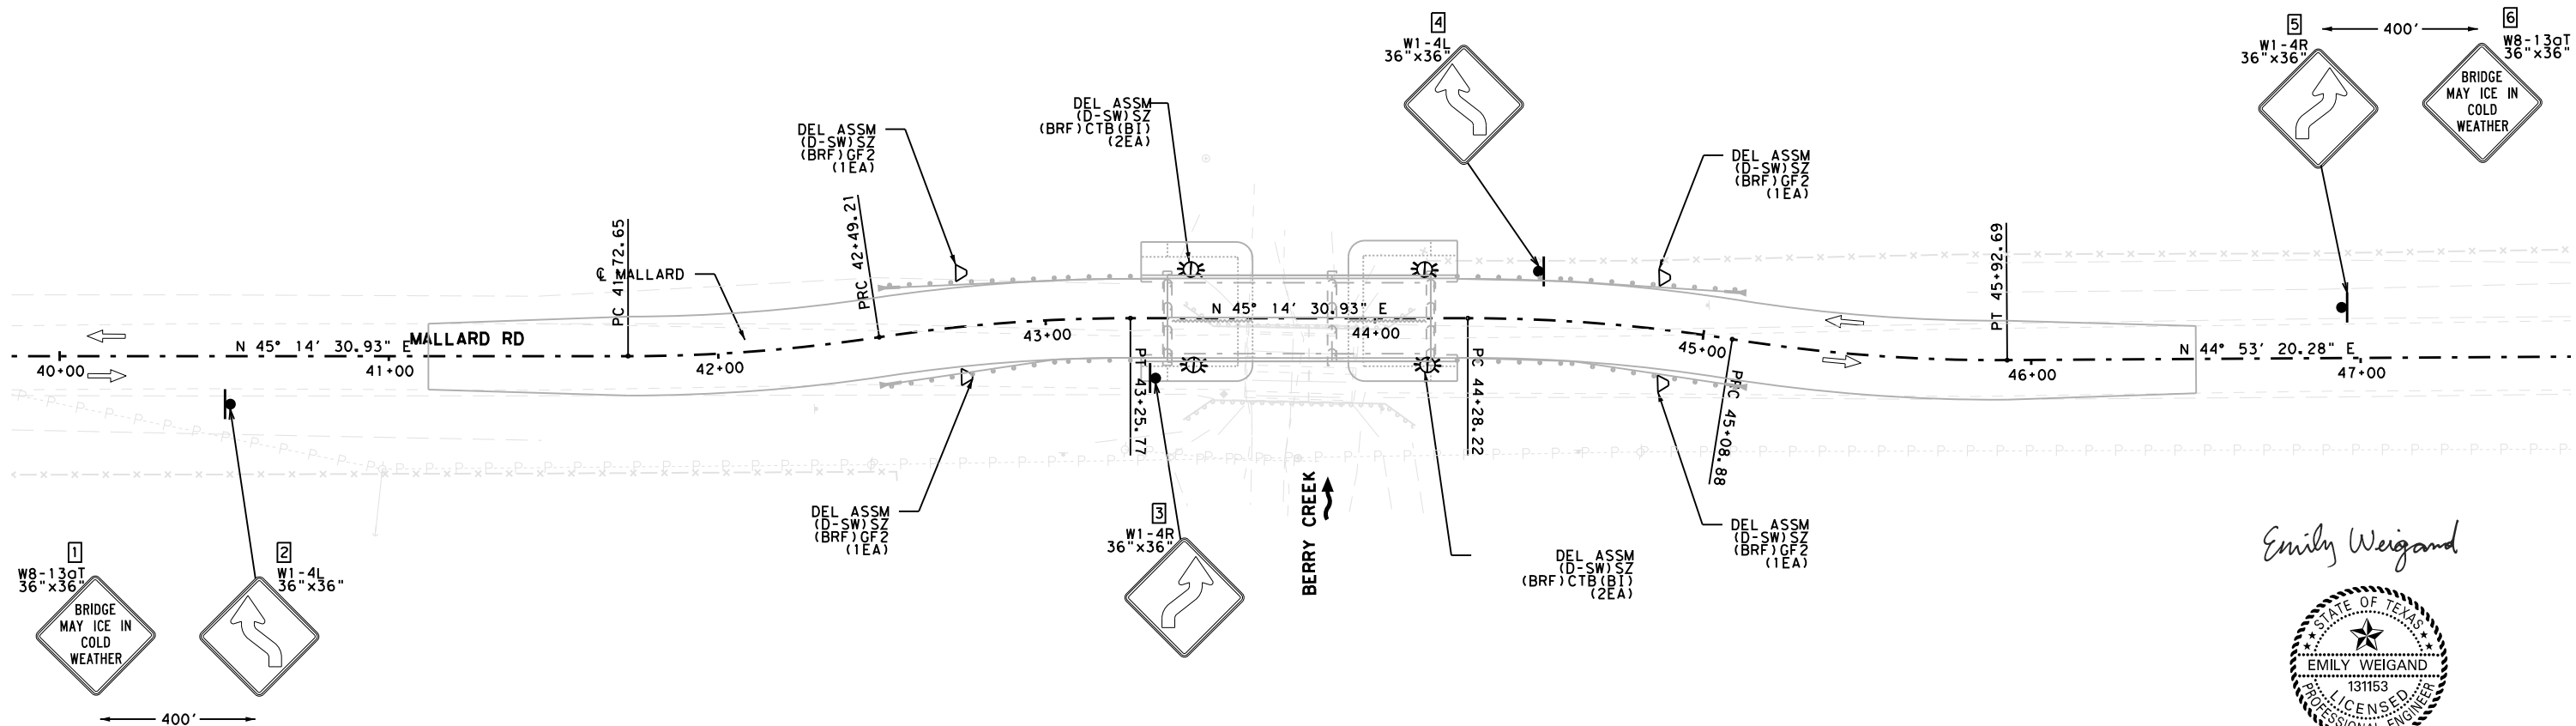 4
W1-4L
36"x36"
5
W1-4R
36"x36"
400'
6
W8-13aT
36"x36"
BRIDGE
MAY ICE IN
COLD
WEATHER
DEL ASSM
(D-SW)SZ
(BRF)GF2
(1EA)
DEL ASSM
(D-SW)SZ
(BRF)CTB(BI)
(2EA)
DEL ASSM
(D-SW)SZ
(BRF)GF2
(1EA)
PC 41+72.65
PRC 42+49.21
℄ MALLARD
PT 45+92.69
N 45° 14' 30.93" E
MALLARD RD
N 45° 14' 30.93" E
N 44° 53' 20.28" E
40+00
41+00
42+00
43+00
44+00
45+00
46+00
47+00
PT 43+25.77
PC 44+28.22
PRC 45+08.88
BERRY CREEK
DEL ASSM
(D-SW)SZ
(BRF)GF2
(1EA)
3
W1-4R
36"x36"
DEL ASSM
(D-SW)SZ
(BRF)CTB(BI)
(2EA)
DEL ASSM
(D-SW)SZ
(BRF)GF2
(1EA)
1
W8-13aT
36"x36"
BRIDGE
MAY ICE IN
COLD
WEATHER
2
W1-4L
36"x36"
400'
Emily Weigand
STATE OF TEXAS
EMILY WEIGAND
131153
LICENSED
PROFESSIONAL ENGINEER